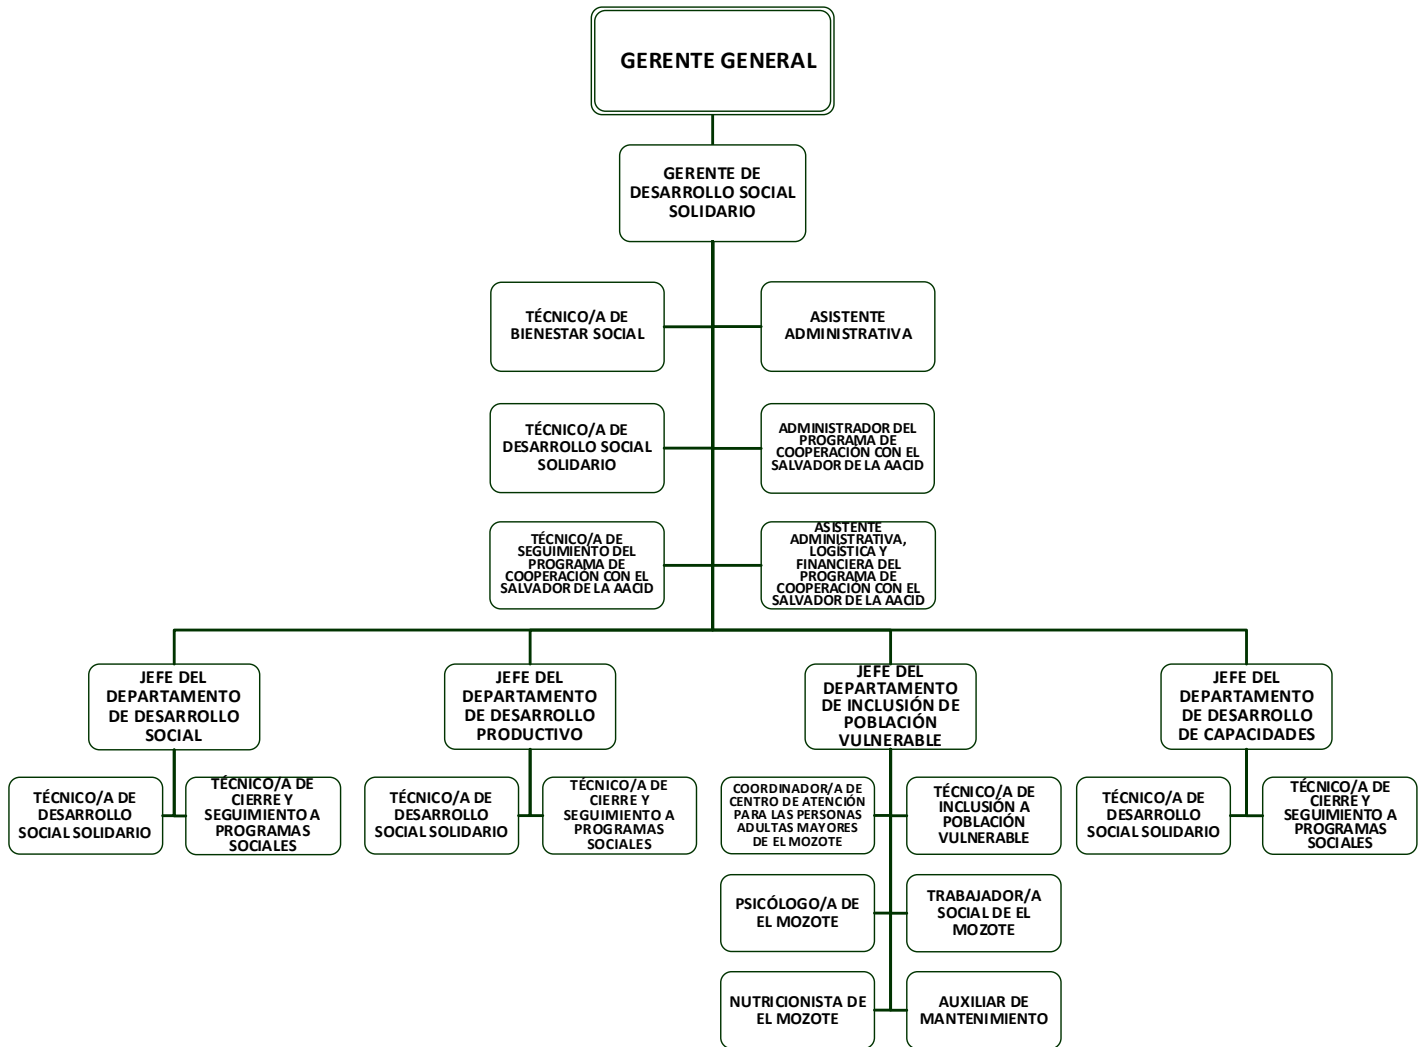 GERENTE GENERAL
GERENTE DE
DESARROLLO SOCIAL
SOLIDARIO
TÉCNICO/A DE
BIENESTAR SOCIAL
ASISTENTE
ADMINISTRATIVA
TÉCNICO/A DE
DESARROLLO SOCIAL
SOLIDARIO
ADMINISTRADOR DEL
PROGRAMA DE
COOPERACIÓN CON EL
SALVADOR DE LA AACID
TÉCNICO/A DE
SEGUIMIENTO DEL
PROGRAMA DE
COOPERACIÓN CON EL
SALVADOR DE LA AACID
ASISTENTE
ADMINISTRATIVA,
LOGÍSTICA Y
FINANCIERA DEL
PROGRAMA DE
COOPERACIÓN CON EL
SALVADOR DE LA AACID
JEFE DEL
DEPARTAMENTO
DE DESARROLLO
SOCIAL
JEFE DEL
DEPARTAMENTO
DE DESARROLLO
PRODUCTIVO
JEFE DEL
DEPARTAMENTO
DE INCLUSIÓN DE
POBLACIÓN
VULNERABLE
JEFE DEL
DEPARTAMENTO
DE DESARROLLO
DE CAPACIDADES
TÉCNICO/A DE
DESARROLLO
SOCIAL SOLIDARIO
TÉCNICO/A DE
CIERRE Y
SEGUIMIENTO A
PROGRAMAS
SOCIALES
TÉCNICO/A DE
DESARROLLO
SOCIAL SOLIDARIO
TÉCNICO/A DE
CIERRE Y
SEGUIMIENTO A
PROGRAMAS
SOCIALES
COORDINADOR/A DE
CENTRO DE ATENCIÓN
PARA LAS PERSONAS
ADULTAS MAYORES
DE EL MOZOTE
TÉCNICO/A DE
INCLUSIÓN A
POBLACIÓN
VULNERABLE
TÉCNICO/A DE
DESARROLLO
SOCIAL SOLIDARIO
TÉCNICO/A DE
CIERRE Y
SEGUIMIENTO A
PROGRAMAS
SOCIALES
PSICÓLOGO/A DE
EL MOZOTE
TRABAJADOR/A
SOCIAL DE EL
MOZOTE
NUTRICIONISTA DE
EL MOZOTE
AUXILIAR DE
MANTENIMIENTO